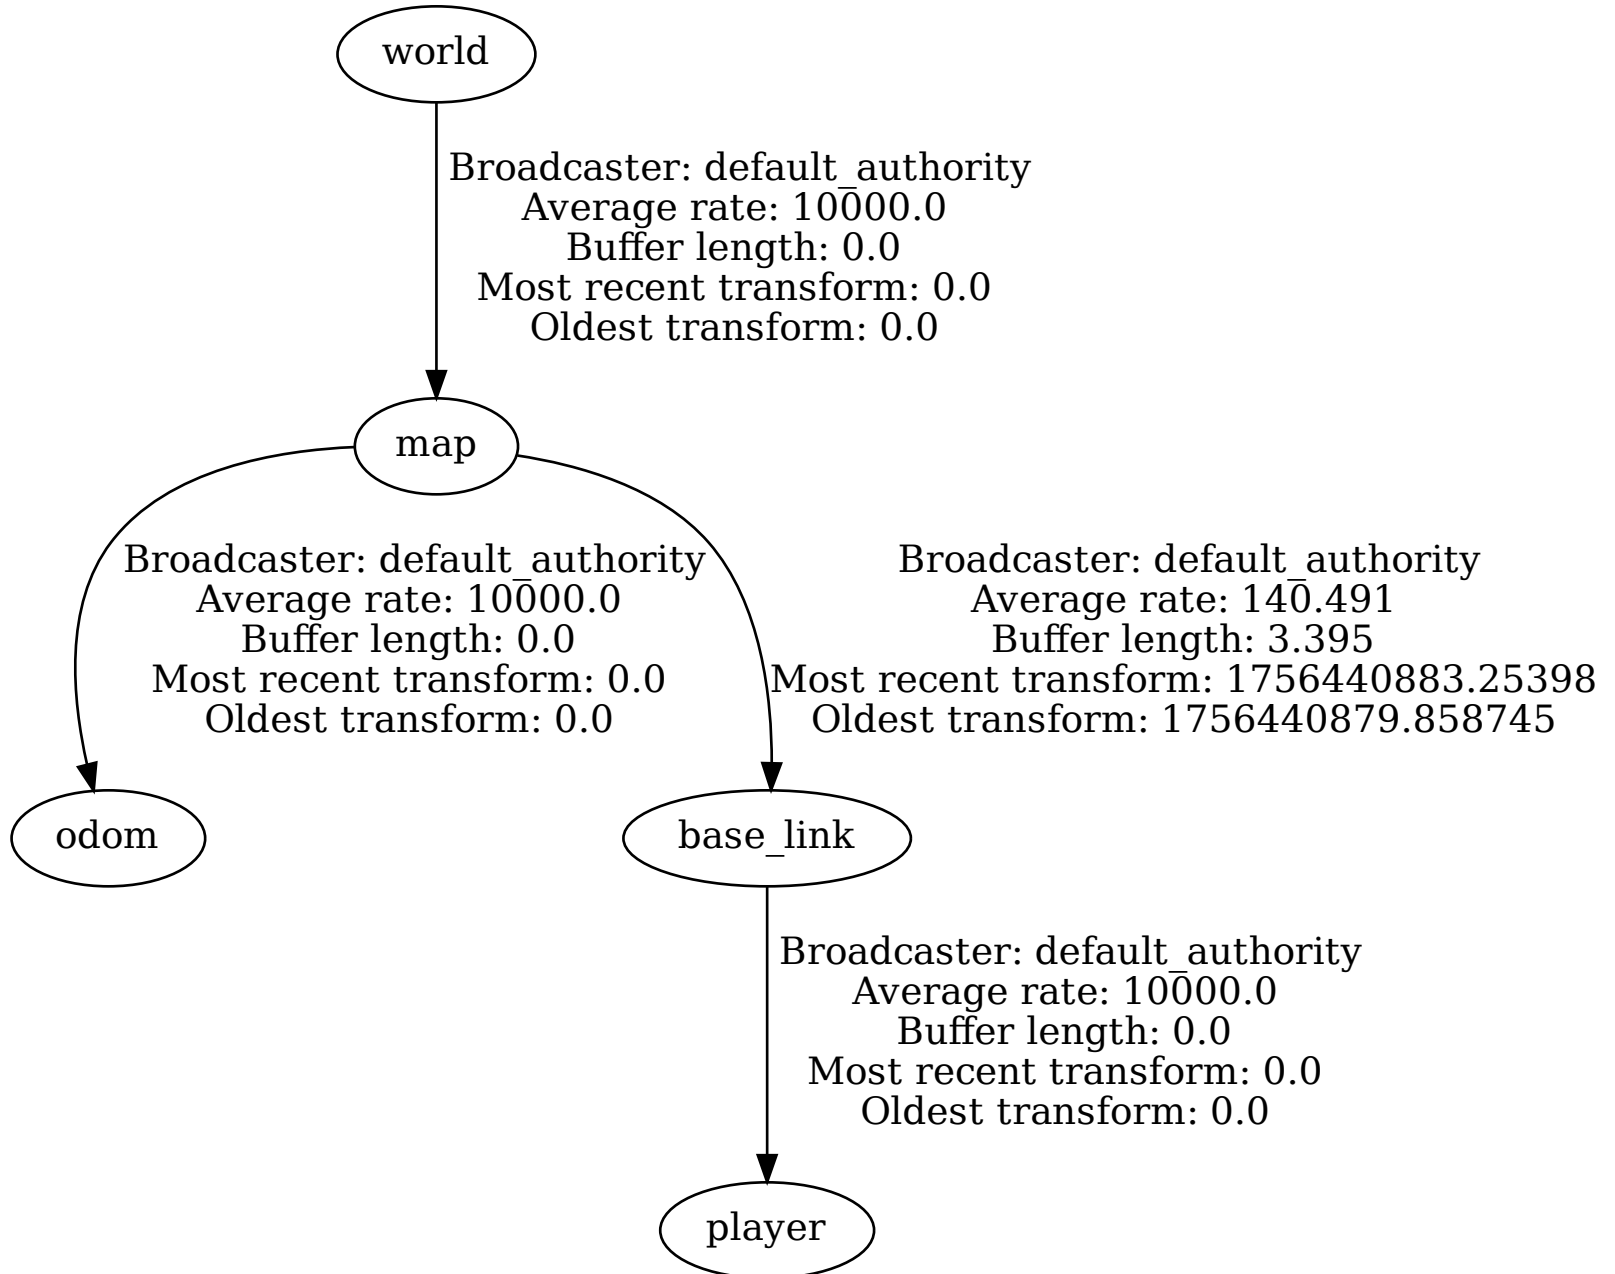 world
Broadcaster: default_authority
Average rate: 10000.0
Buffer length: 0.0
Most recent transform: 0.0
Oldest transform: 0.0
map
Broadcaster: default_authority
Average rate: 10000.0
Buffer length: 0.0
Most recent transform: 0.0
Oldest transform: 0.0
Broadcaster: default_authority
Average rate: 140.491
Buffer length: 3.395
Most recent transform: 1756440883.25398
Oldest transform: 1756440879.858745
odom
base_link
Broadcaster: default_authority
Average rate: 10000.0
Buffer length: 0.0
Most recent transform: 0.0
Oldest transform: 0.0
player